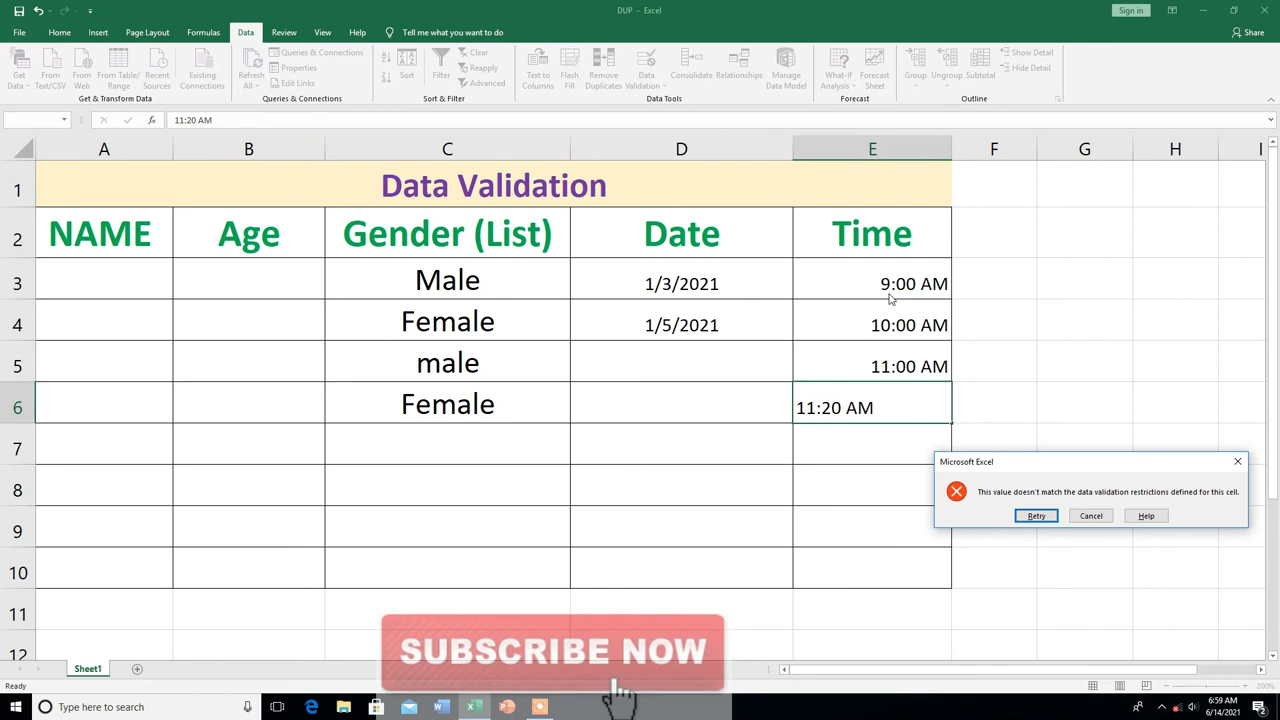 DUP - Excel
Sign in
File Home Insert Page Layout Formulas Data Review View Help Tell me what you want to do Share
Get Data
From Text/CSV
From Web
From Table/ Range
Recent Sources
Existing Connections
Get & Transform Data
Refresh All
Queries & Connections
Properties
Edit Links
Queries & Connections
Sort
Filter
Clear
Reapply
Advanced
Sort & Filter
Text to Columns
Flash Fill
Remove Duplicates
Data Validation
Consolidate
Relationships
Manage Data Model
Data Tools
What-If Analysis
Forecast Sheet
Forecast
Group
Ungroup
Subtotal
Show Detail
Hide Detail
Outline
fx 11:20 AM
A B C D E F G H I
1 Data Validation
2 NAME Age Gender (List) Date Time
3 Male 1/3/2021 9:00 AM
4 Female 1/5/2021 10:00 AM
5 male 11:00 AM
6 Female 11:20 AM
7
8
9
10
11
12
Microsoft Excel
This value doesn't match the data validation restrictions defined for this cell.
Retry Cancel Help
SUBSCRIBE NOW
Sheet1
Ready
200%
Type here to search
6:59 AM
6/14/2021
2